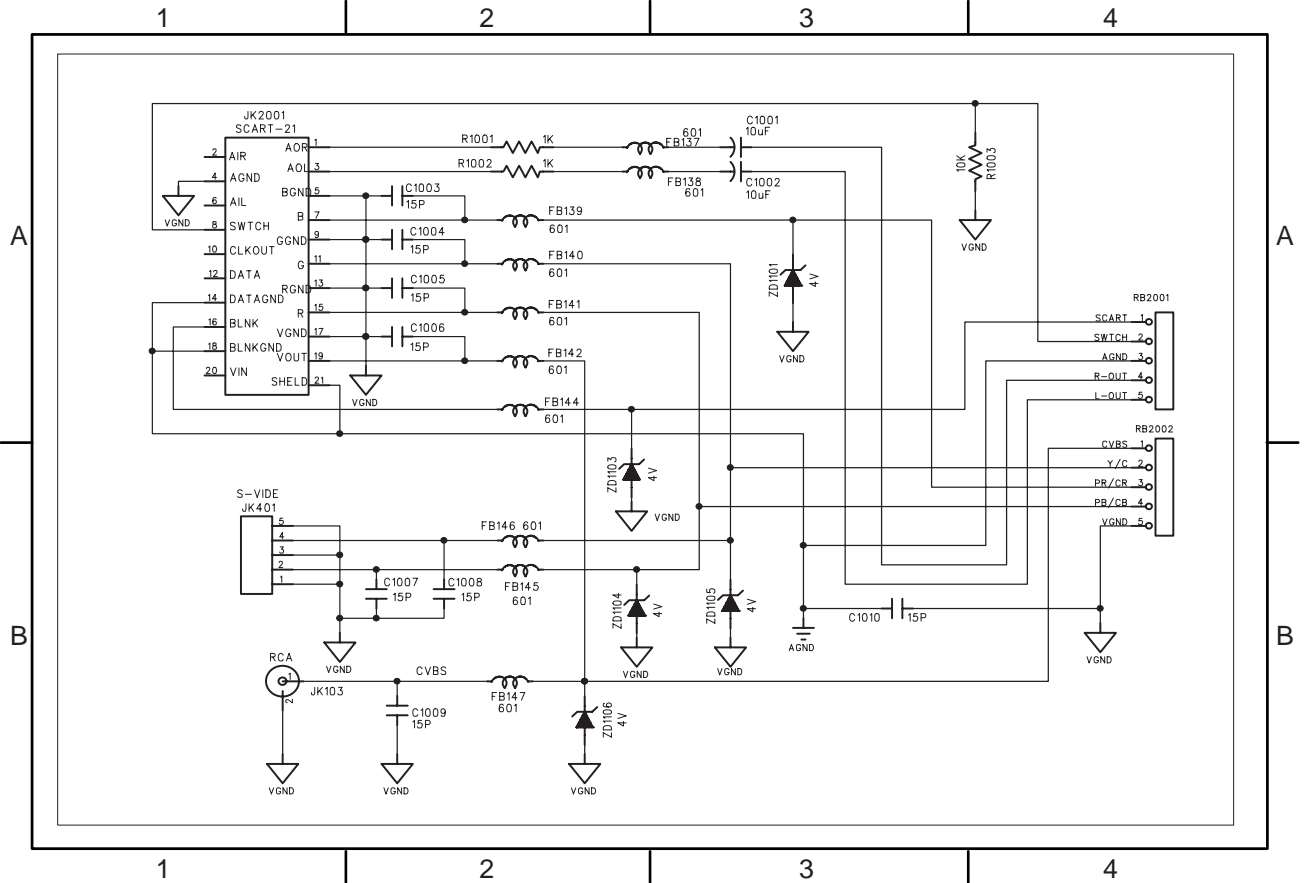 1 2 3 4
A A
B B
JK2001
SCART-21
2 AIR
4 AGND
6 AIL
8 SWTCH
10 CLKOUT
12 DATA
14 DATAGND
16 BLNK
18 BLNKGND
20 VIN
AOR 1
AOL 3
BGND 5
B 7
GGND 9
G 11
RGND 13
R 15
VGND 17
VOUT 19
SHELD 21
VGND
VGND
R1001 1K
R1002 1K
601
FB137
FB138
601
C1001
10uF
C1002
10uF
C1003
15P
C1004
15P
C1005
15P
C1006
15P
FB139
601
FB140
601
FB141
601
FB142
601
FB144
601
ZD1101 4V
VGND
10K
R1003
VGND
RB2001
SCART 1
SWTCH 2
AGND 3
R-OUT 4
L-OUT 5
RB2002
CVBS 1
Y/C 2
PR/CR 3
PB/CB 4
VGND 5
ZD1103 4V
VGND
S-VIDE
JK401
5
4
3
2
1
FB146 601
FB145
601
C1007
15P
C1008
15P
VGND
ZD1104 4V
VGND
ZD1105 4V
VGND
AGND
C1010 15P
VGND
RCA
1
2
JK103
CVBS
FB147
601
C1009
15P
ZD1106 4V
VGND
VGND
VGND
1 2 3 4